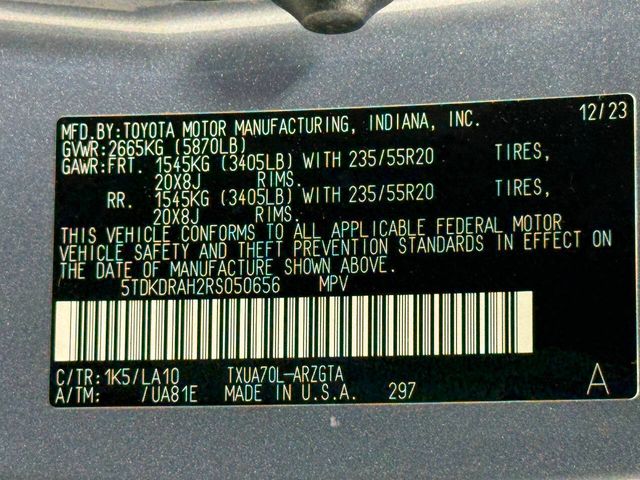 MFD.BY:TOYOTA MOTOR MANUFACTURING, INDIANA, INC. 12/23
GVWR:2665KG (5870LB)
GAWR:FRT. 1545KG (3405LB) WITH 235/55R20 TIRES,
20X8J RIMS.
RR. 1545KG (3405LB) WITH 235/55R20 TIRES,
20X8J RIMS.
THIS VEHICLE CONFORMS TO ALL APPLICABLE FEDERAL MOTOR
VEHICLE SAFETY AND THEFT PREVENTION STANDARDS IN EFFECT ON
THE DATE OF MANUFACTURE SHOWN ABOVE.
5TDKDRAH2RS050656 MPV
C/TR:1K5/LA10 TXUA70L-ARZGTA
A/TM: /UA81E MADE IN U.S.A. 297 A